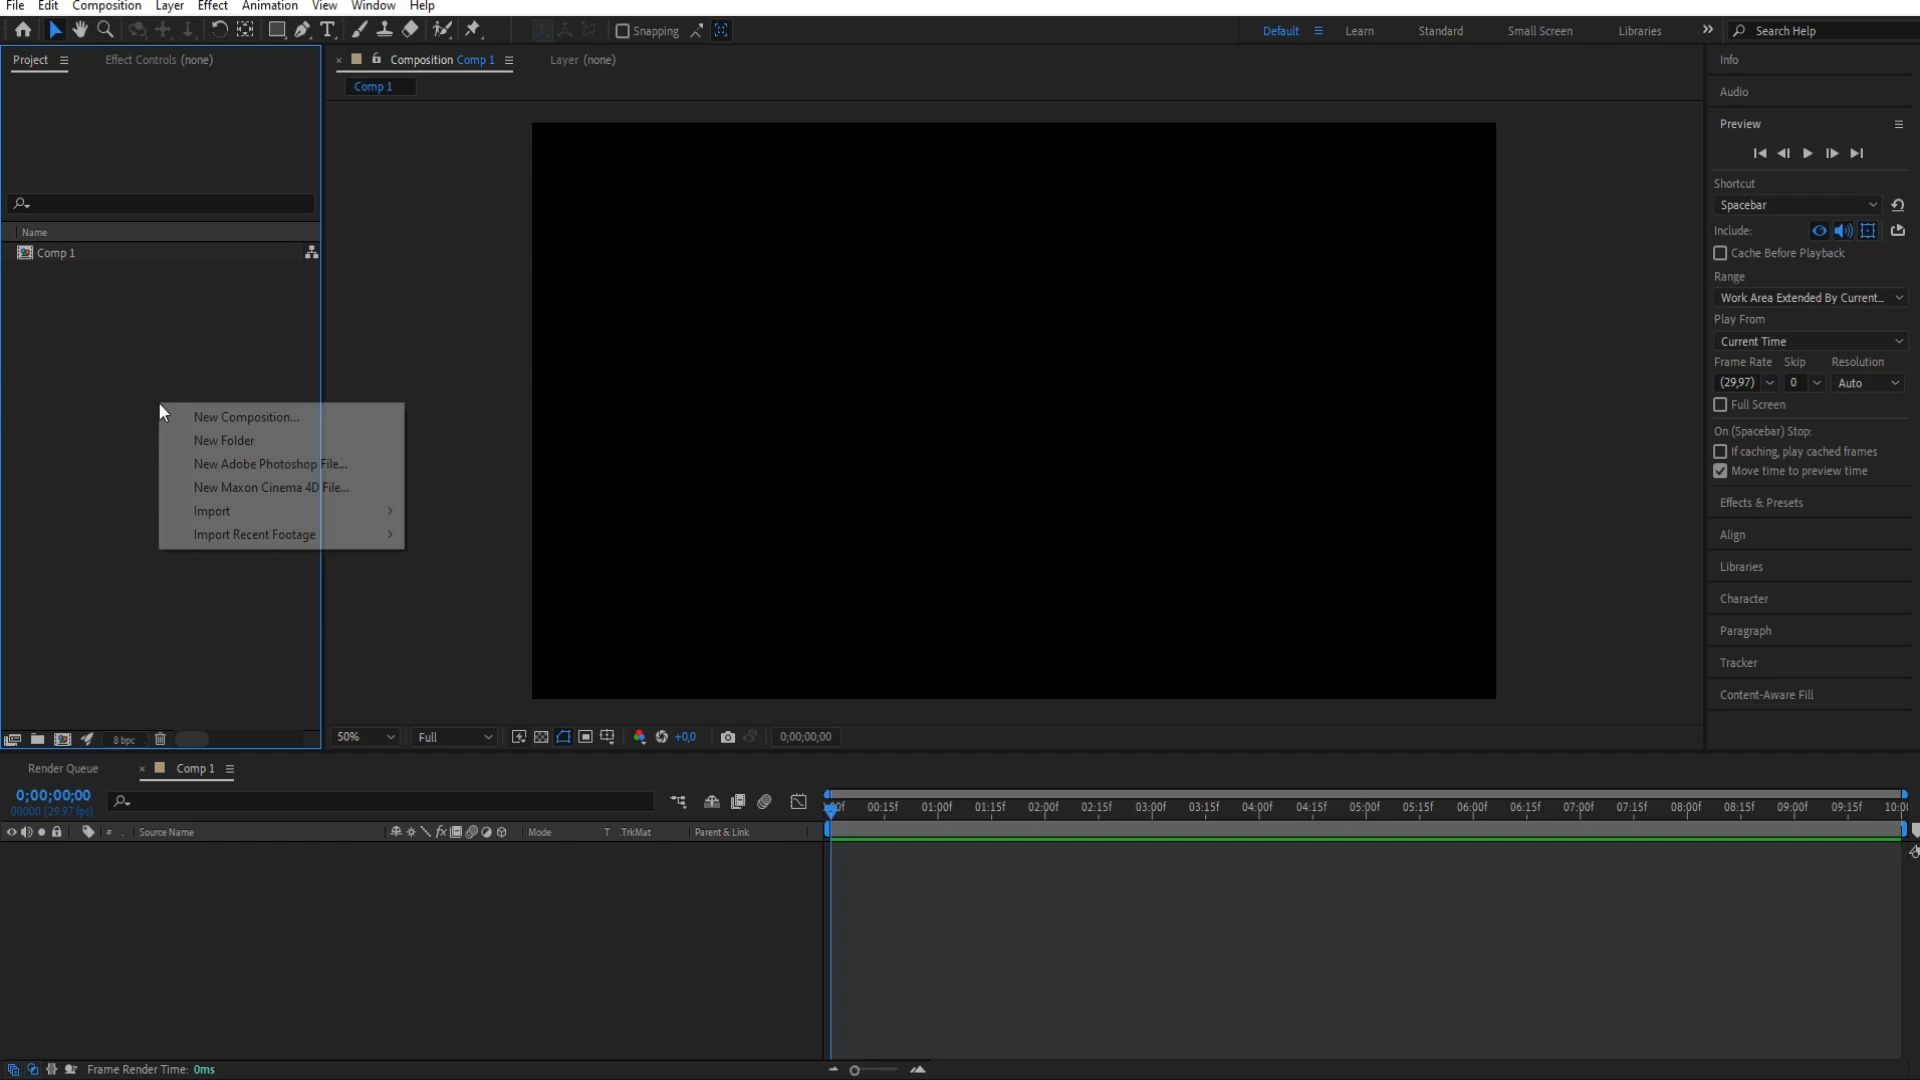 File Edit Composition Layer Effect Animation View Window Help
Snapping Default Learn Standard Small Screen Libraries Search Help
Project Effect Controls (none)
Composition Comp 1 Layer (none)
Comp 1
Name
Comp 1
New Composition...
New Folder
New Adobe Photoshop File...
New Maxon Cinema 4D File...
Import
Import Recent Footage
8 bpc
50% Full +0,0 0;00;00;00
Info
Audio
Preview
Shortcut
Spacebar
Include:
Cache Before Playback
Range
Work Area Extended By Current...
Play From
Current Time
Frame Rate Skip Resolution
(29,97) 0 Auto
Full Screen
On (Spacebar) Stop:
If caching, play cached frames
Move time to preview time
Effects & Presets
Align
Libraries
Character
Paragraph
Tracker
Content-Aware Fill
Render Queue Comp 1
0;00;00;00
00000 (29.97 fps)
00:15f 01:00f 01:15f 02:00f 02:15f 03:00f 03:15f 04:00f 04:15f 05:00f 05:15f 06:00f 06:15f 07:00f 07:15f 08:00f 08:15f 09:00f 09:15f
# Source Name fx Mode T .TrkMat Parent & Link
Frame Render Time: 0ms